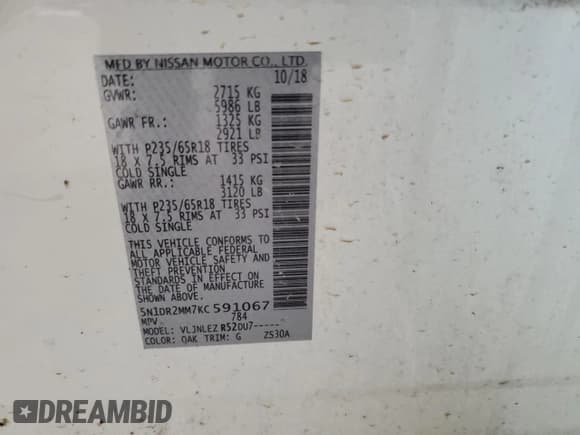 MFD BY NISSAN MOTOR CO., LTD.
DATE: 10/18
GVWR: 2715 KG
5986 LB
GAWR FR.: 1325 KG
2921 LB
WITH P235/65R18 TIRES
18 X 7.5 RIMS AT 33 PSI
COLD SINGLE
GAWR RR.: 1415 KG
3120 LB
WITH P235/65R18 TIRES
18 X 7.5 RIMS AT 33 PSI
COLD SINGLE
THIS VEHICLE CONFORMS TO
ALL APPLICABLE FEDERAL
MOTOR VEHICLE SAFETY AND
THEFT PREVENTION
STANDARDS IN EFFECT ON
THE DATE OF MANUFACTURE
SHOWN ABOVE.
5N1DR2MM7KC591067
MPV 784
MODEL: VLJNLEZ R52DU7-----
COLOR: QAK TRIM: G Z530A
DREAMBID